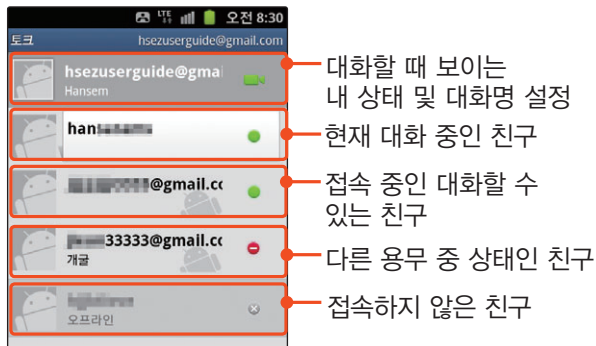 LTE
오전 8:30
토크
hsezuserguide@gmail.com
hsezuserguide@gmai
Hansem
대화할 때 보이는
내 상태 및 대화명 설정
han
현재 대화 중인 친구
@gmail.cc
접속 중인 대화할 수
있는 친구
33333@gmail.cc
개굴
다른 용무 중 상태인 친구
오프라인
접속하지 않은 친구